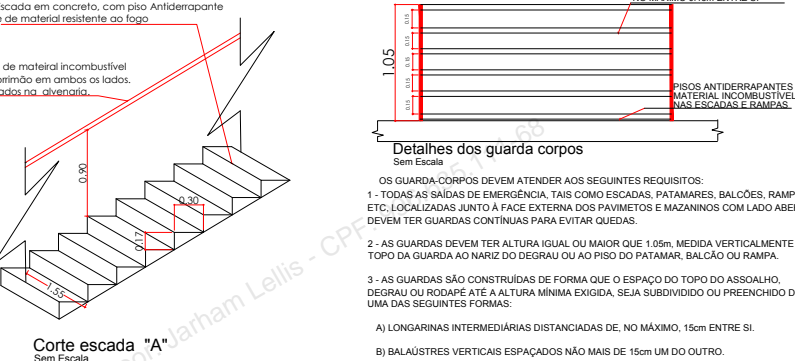 scada em concreto, com piso Antiderrapante
e de material resistente ao fogo
de mateiral incombustível
orrimão em ambos os lados.
ados na alvenaria.
0.90
0.30
0.17
1.55
Corte escada "A"
Sem Escala
0.15
0.15
0.15
0.15
1.05
PISOS ANTIDERRAPANTES
MATERIAL INCOMBUSTÍVEL
NAS ESCADAS E RAMPAS
Detalhes dos guarda corpos
Sem Escala
OS GUARDA-CORPOS DEVEM ATENDER AOS SEGUINTES REQUISITOS:
1 - TODAS AS SAÍDAS DE EMERGÊNCIA, TAIS COMO ESCADAS, PATAMARES, BALCÕES, RAMP
ETC, LOCALIZADAS JUNTO À FACE EXTERNA DOS PAVIMETOS E MAZANINOS COM LADO ABE
DEVEM TER GUARDAS CONTÍNUAS PARA EVITAR QUEDAS.
2 - AS GUARDAS DEVEM TER ALTURA IGUAL OU MAIOR QUE 1.05m, MEDIDA VERTICALMENTE
TOPO DA GUARDA AO NARIZ DO DEGRAU OU AO PISO DO PATAMAR, BALCÃO OU RAMPA.
3 - AS GUARDAS SÃO CONSTRUÍDAS DE FORMA QUE O ESPAÇO DO TOPO DO ASSOALHO,
DEGRAU OU RODAPÉ ATÉ A ALTURA MÍNIMA EXIGIDA, SEJA SUBDIVIDIDO OU PREENCHIDO D
UMA DAS SEGUINTES FORMAS:
A) LONGARINAS INTERMEDIÁRIAS DISTANCIADAS DE, NO MÁXIMO, 15cm ENTRE SI.
B) BALAÚSTRES VERTICAIS ESPAÇADOS NÃO MAIS DE 15cm UM DO OUTRO.
or: Jarham Lellis - CPF: